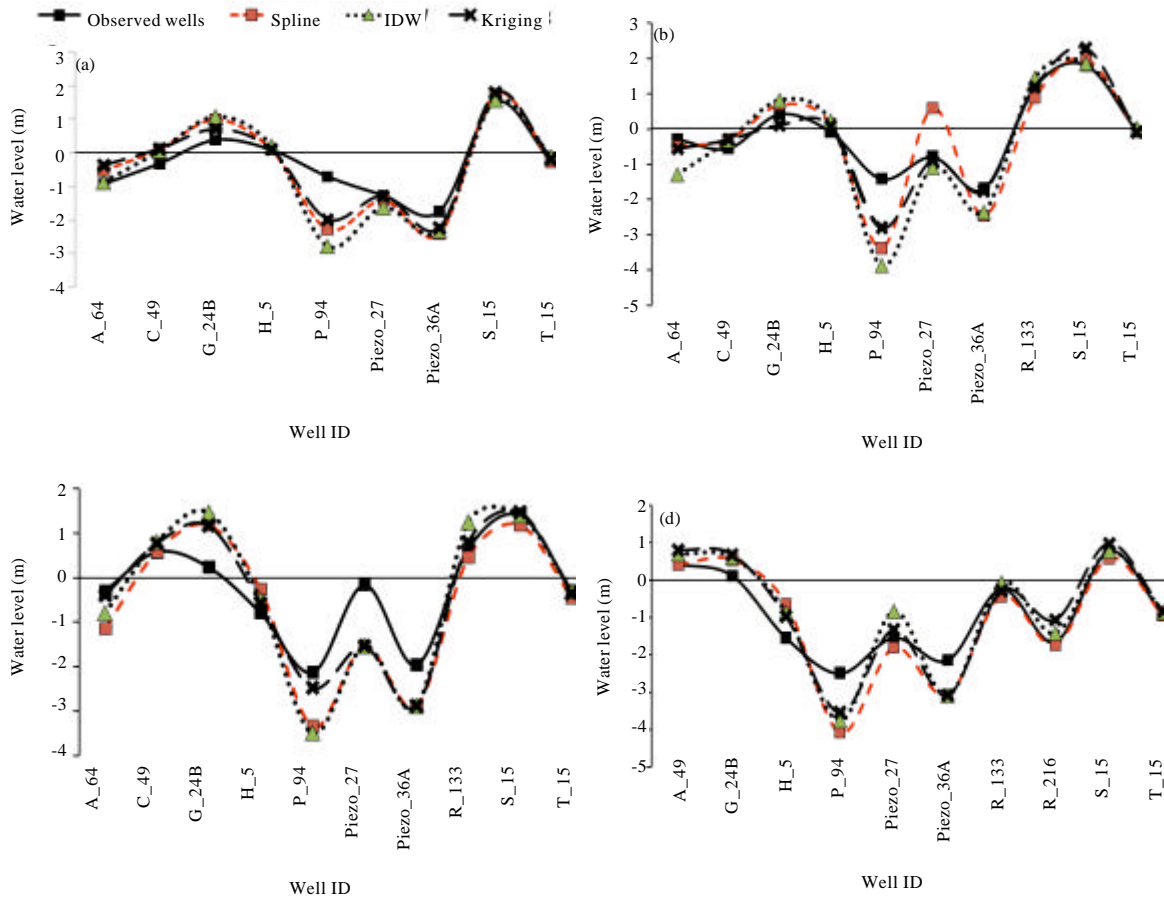 Observed wells Spline IDW Kriging
(a)
Water level (m)
3
2
1
0
-1
-2
-3
-4
A_64
C_49
G_24B
H_5
P_94
Piezo_27
Piezo_36A
S_15
T_15
Well ID
(b)
Water level (m)
3
2
1
0
-1
-2
-3
-4
-5
A_64
C_49
G_24B
H_5
P_94
Piezo_27
Piezo_36A
R_133
S_15
T_15
Well ID
Water level (m)
2
1
0
-1
-2
-3
-4
A_64
C_49
G_24B
H_5
P_94
Piezo_27
Piezo_36A
R_133
S_15
T_15
Well ID
(d)
Water level (m)
2
1
0
-1
-2
-3
-4
-5
A_49
G_24B
H_5
P_94
Piezo_27
Piezo_36A
R_133
R_216
S_15
T_15
Well ID